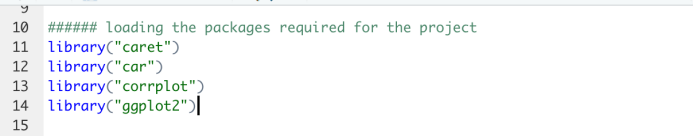 9
10 ###### loading the packages required for the project
11 library("caret")
12 library("car")
13 library("corrplot")
14 library("ggplot2")
15